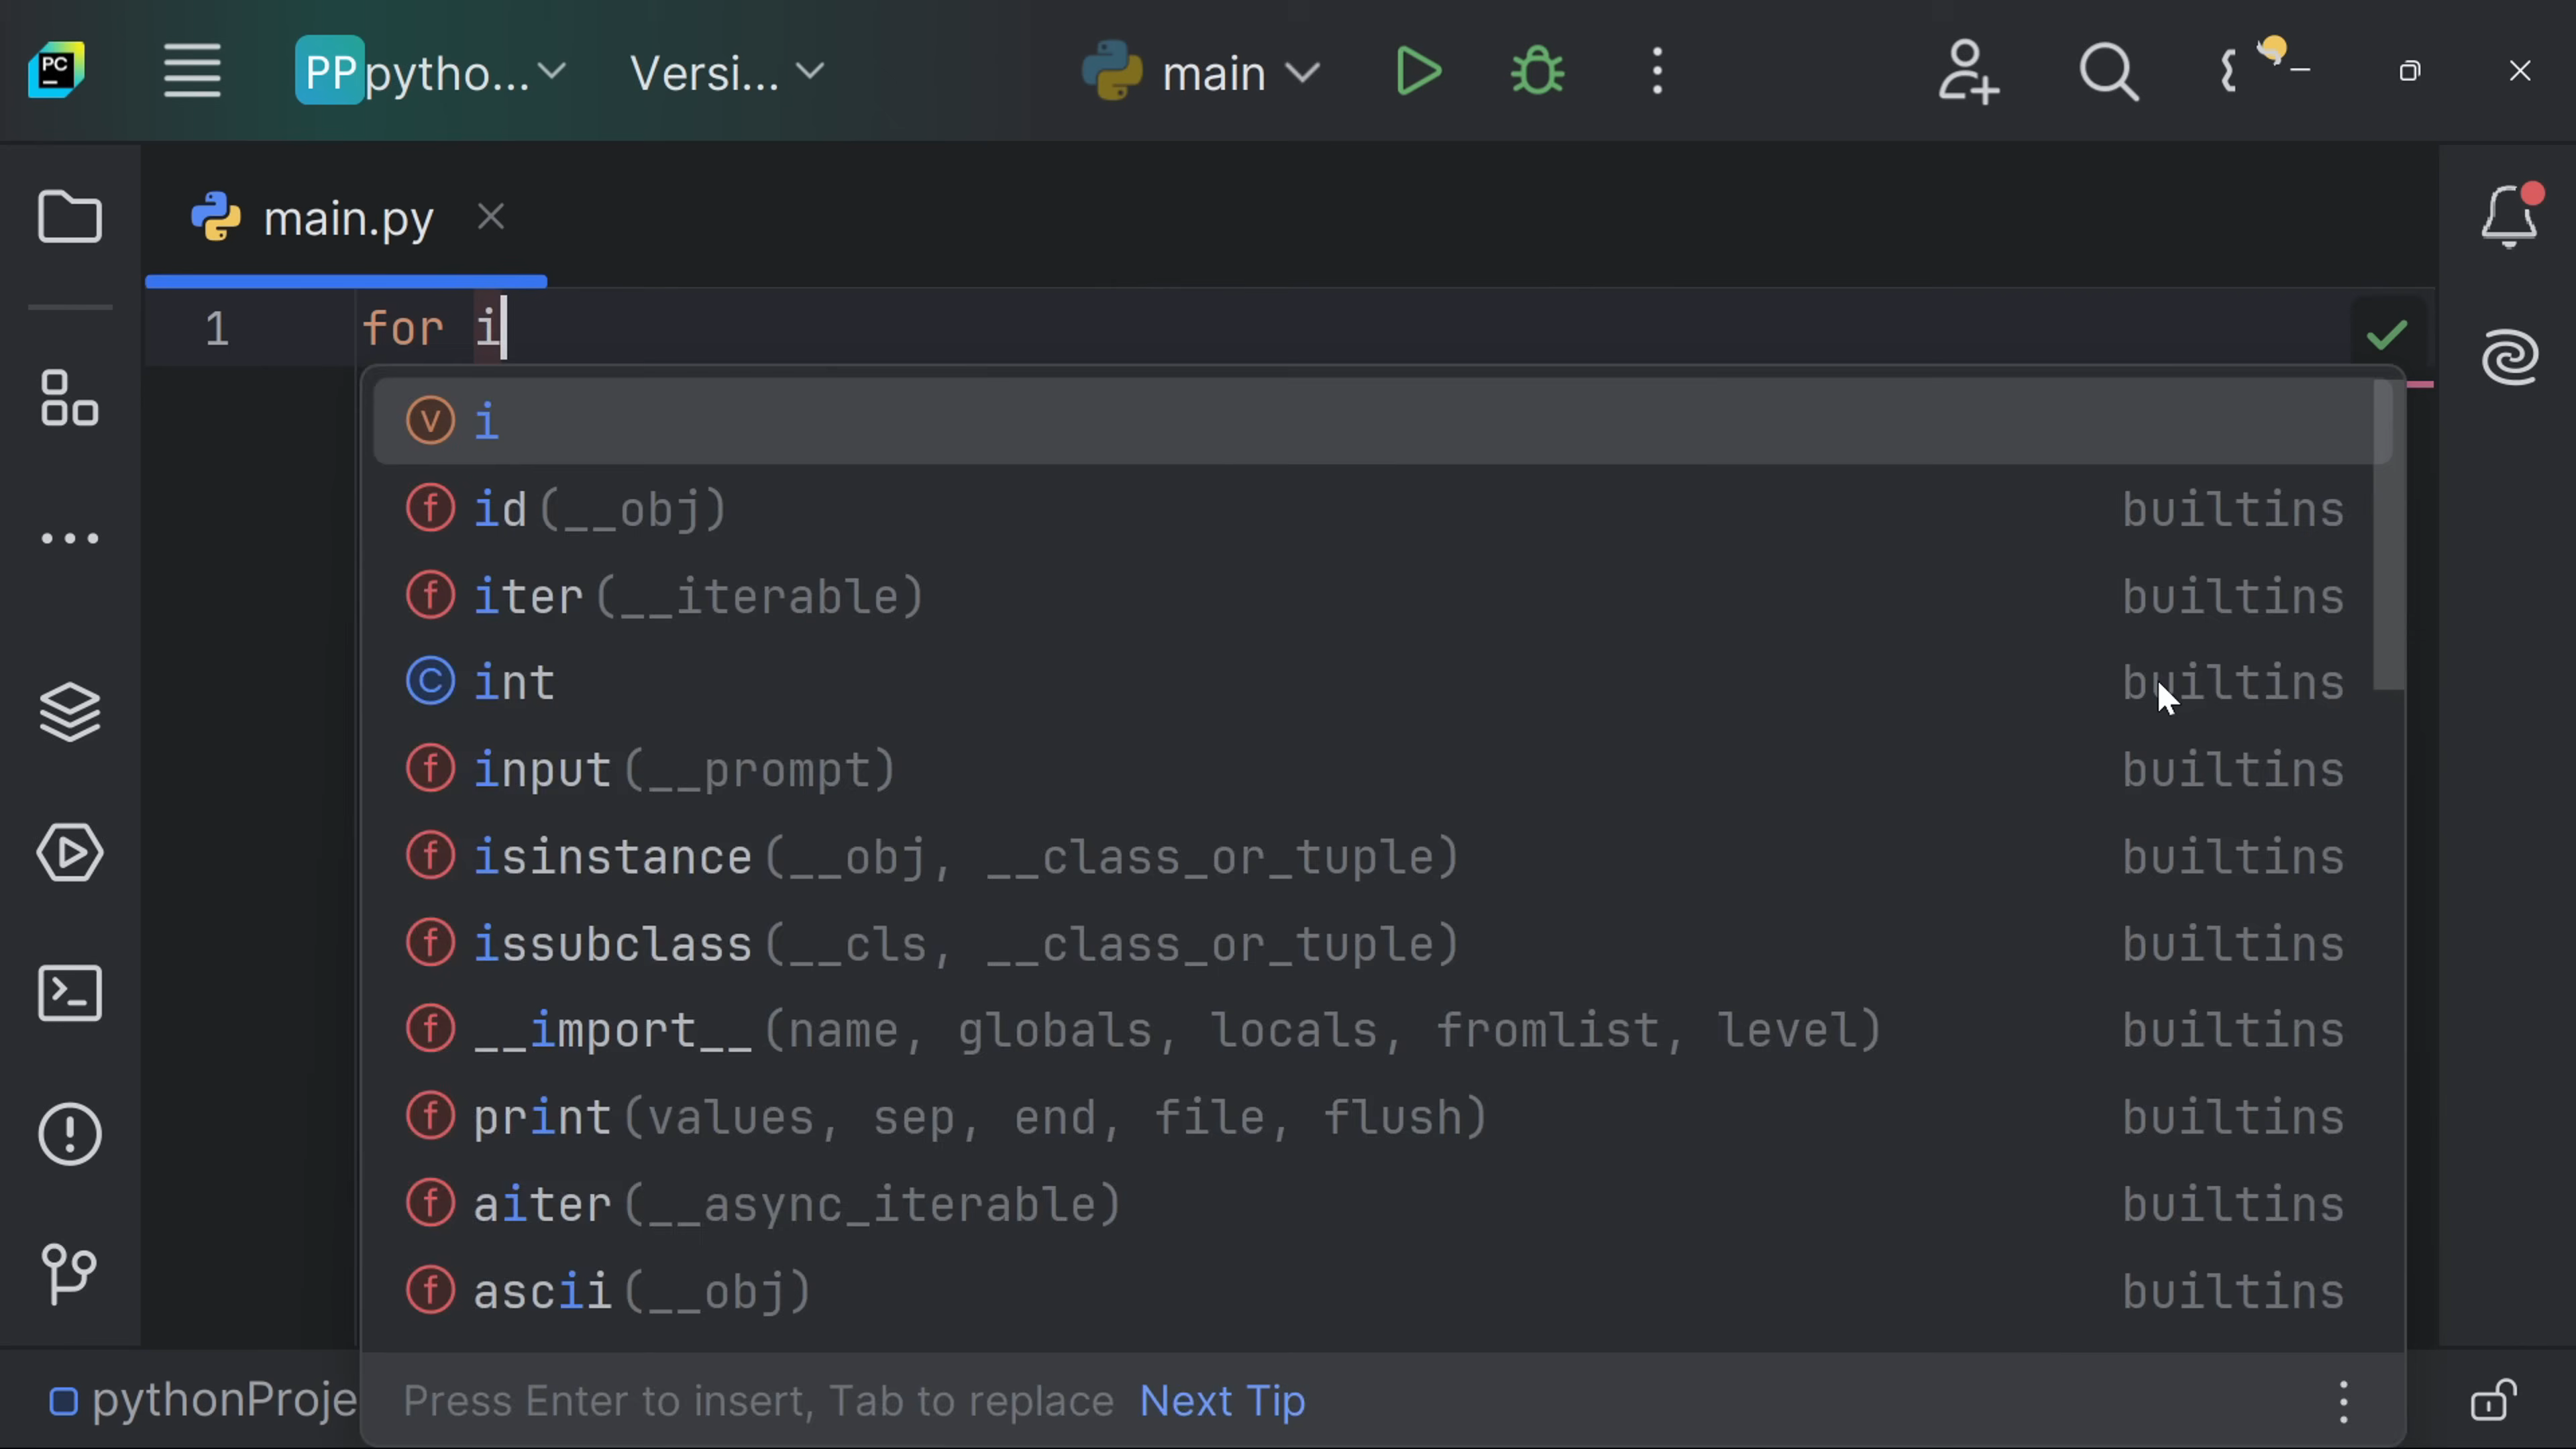 PC
PP pytho...
Versi...
main
main.py
1 for i
v i
f id(__obj) builtins
f iter(__iterable) builtins
C int builtins
f input(__prompt) builtins
f isinstance(__obj, __class_or_tuple) builtins
f issubclass(__cls, __class_or_tuple) builtins
f __import__(name, globals, locals, fromlist, level) builtins
f print(values, sep, end, file, flush) builtins
f aiter(__async_iterable) builtins
f ascii(__obj) builtins
pythonProje
Press Enter to insert, Tab to replace Next Tip